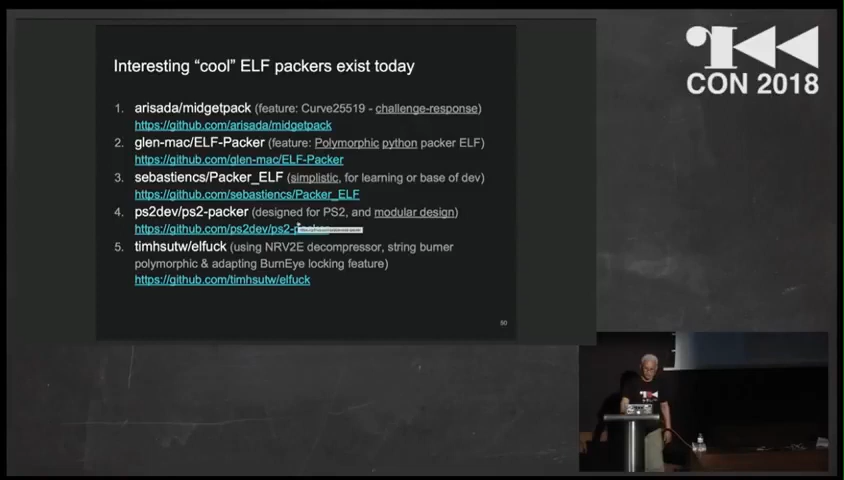 Interesting “cool” ELF packers exist today
1. arisada/midgetpack (feature: Curve25519 - challenge-response)
https://github.com/arisada/midgetpack
2. glen-mac/ELF-Packer (feature: Polymorphic python packer ELF)
https://github.com/glen-mac/ELF-Packer
3. sebastiencs/Packer_ELF (simplistic, for learning or base of dev)
https://github.com/sebastiencs/Packer_ELF
4. ps2dev/ps2-packer (designed for PS2, and modular design)
https://github.com/ps2dev/ps2-
5. timhsutw/elfuck (using NRV2E decompressor, string burner
polymorphic & adapting BurnEye locking feature)
https://github.com/timhsutw/elfuck
50
CON 2018